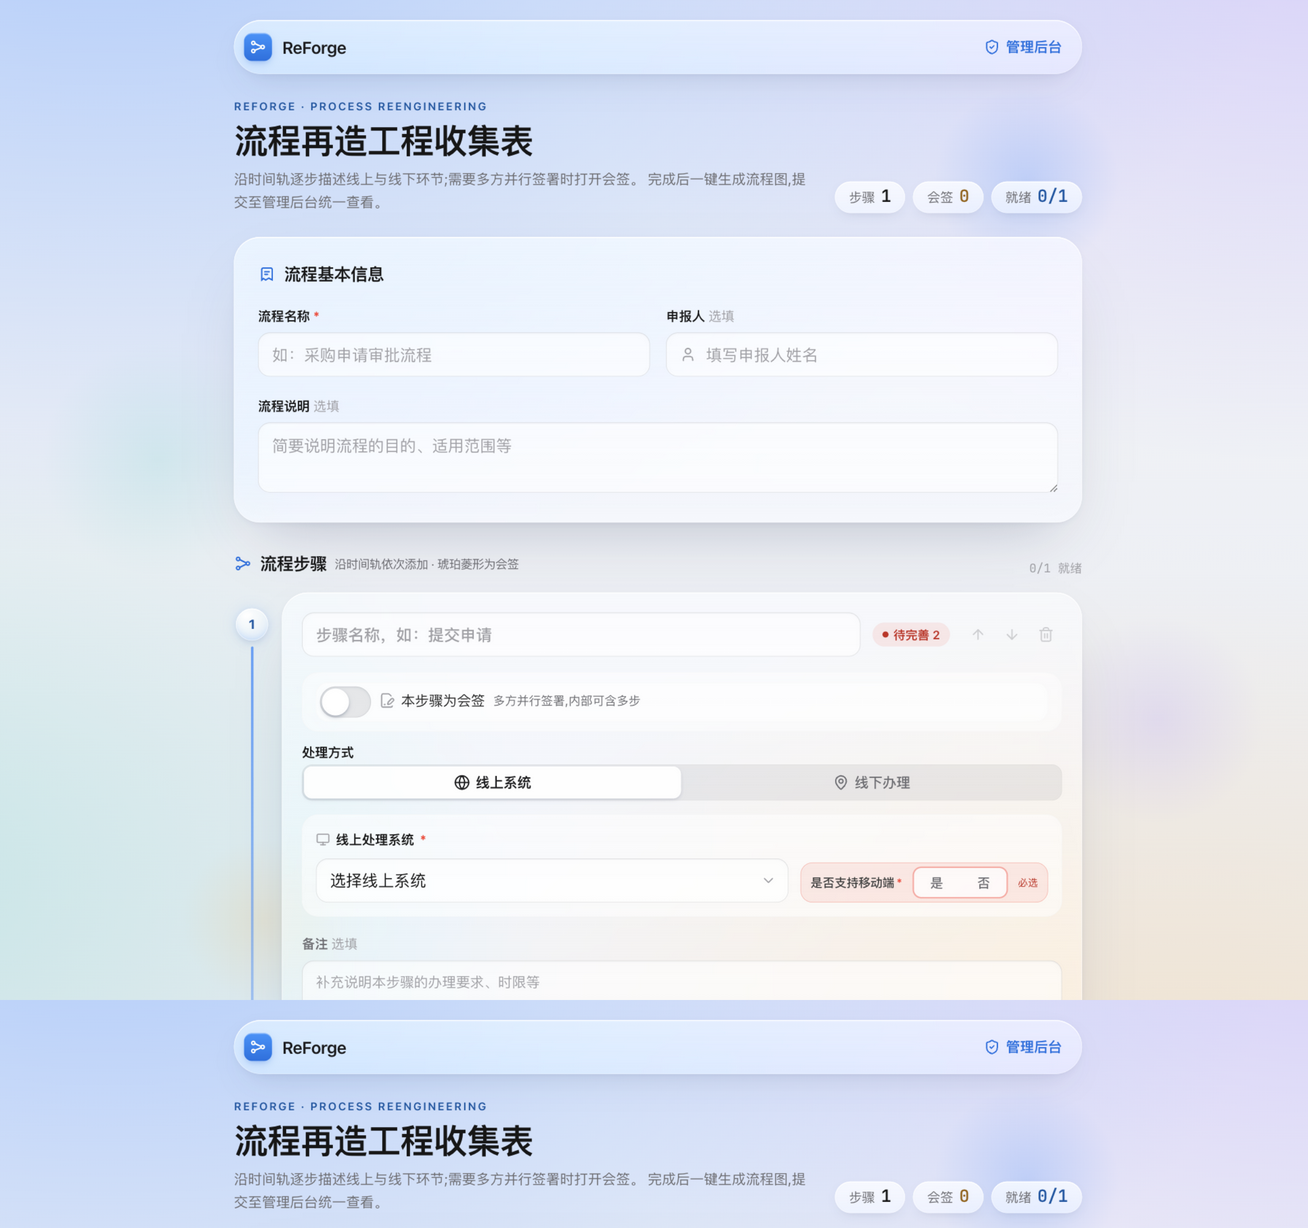 ReForge
管理后台
REFORGE · PROCESS REENGINEERING
流程再造工程收集表
沿时间轨逐步描述线上与线下环节;需要多方并行签署时打开会签。 完成后一键生成流程图,提
交至管理后台统一查看。
步骤 1 会签 0 就绪 0/1
流程基本信息
流程名称 *
如：采购申请审批流程
申报人 选填
填写申报人姓名
流程说明 选填
简要说明流程的目的、适用范围等
流程步骤 沿时间轨依次添加 · 琥珀菱形为会签
0/1 就绪
1
步骤名称，如：提交申请
待完善 2
本步骤为会签 多方并行签署,内部可含多步
处理方式
线上系统
线下办理
线上处理系统 *
选择线上系统
是否支持移动端 * 是 否 必选
备注 选填
补充说明本步骤的办理要求、时限等
ReForge
管理后台
REFORGE · PROCESS REENGINEERING
流程再造工程收集表
沿时间轨逐步描述线上与线下环节;需要多方并行签署时打开会签。 完成后一键生成流程图,提
交至管理后台统一查看。
步骤 1 会签 0 就绪 0/1